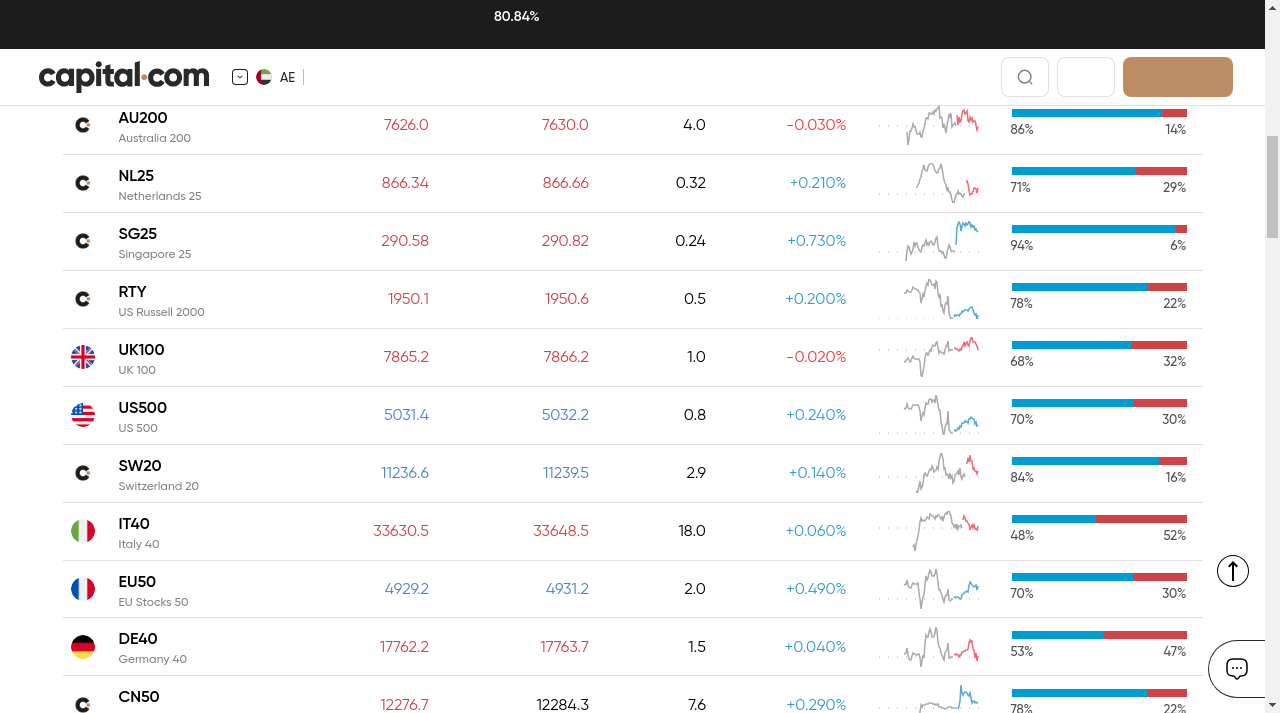 80.84%
capital.com AE
AU200 7626.0 7630.0 4.0 -0.030% 86% 14%
Australia 200
NL25 866.34 866.66 0.32 +0.210% 71% 29%
Netherlands 25
SG25 290.58 290.82 0.24 +0.730% 94% 6%
Singapore 25
RTY 1950.1 1950.6 0.5 +0.200% 78% 22%
US Russell 2000
UK100 7865.2 7866.2 1.0 -0.020% 68% 32%
UK 100
US500 5031.4 5032.2 0.8 +0.240% 70% 30%
US 500
SW20 11236.6 11239.5 2.9 +0.140% 84% 16%
Switzerland 20
IT40 33630.5 33648.5 18.0 +0.060% 48% 52%
Italy 40
EU50 4929.2 4931.2 2.0 +0.490% 70% 30%
EU Stocks 50
DE40 17762.2 17763.7 1.5 +0.040% 53% 47%
Germany 40
CN50 12276.7 12284.3 7.6 +0.290% 78% 22%